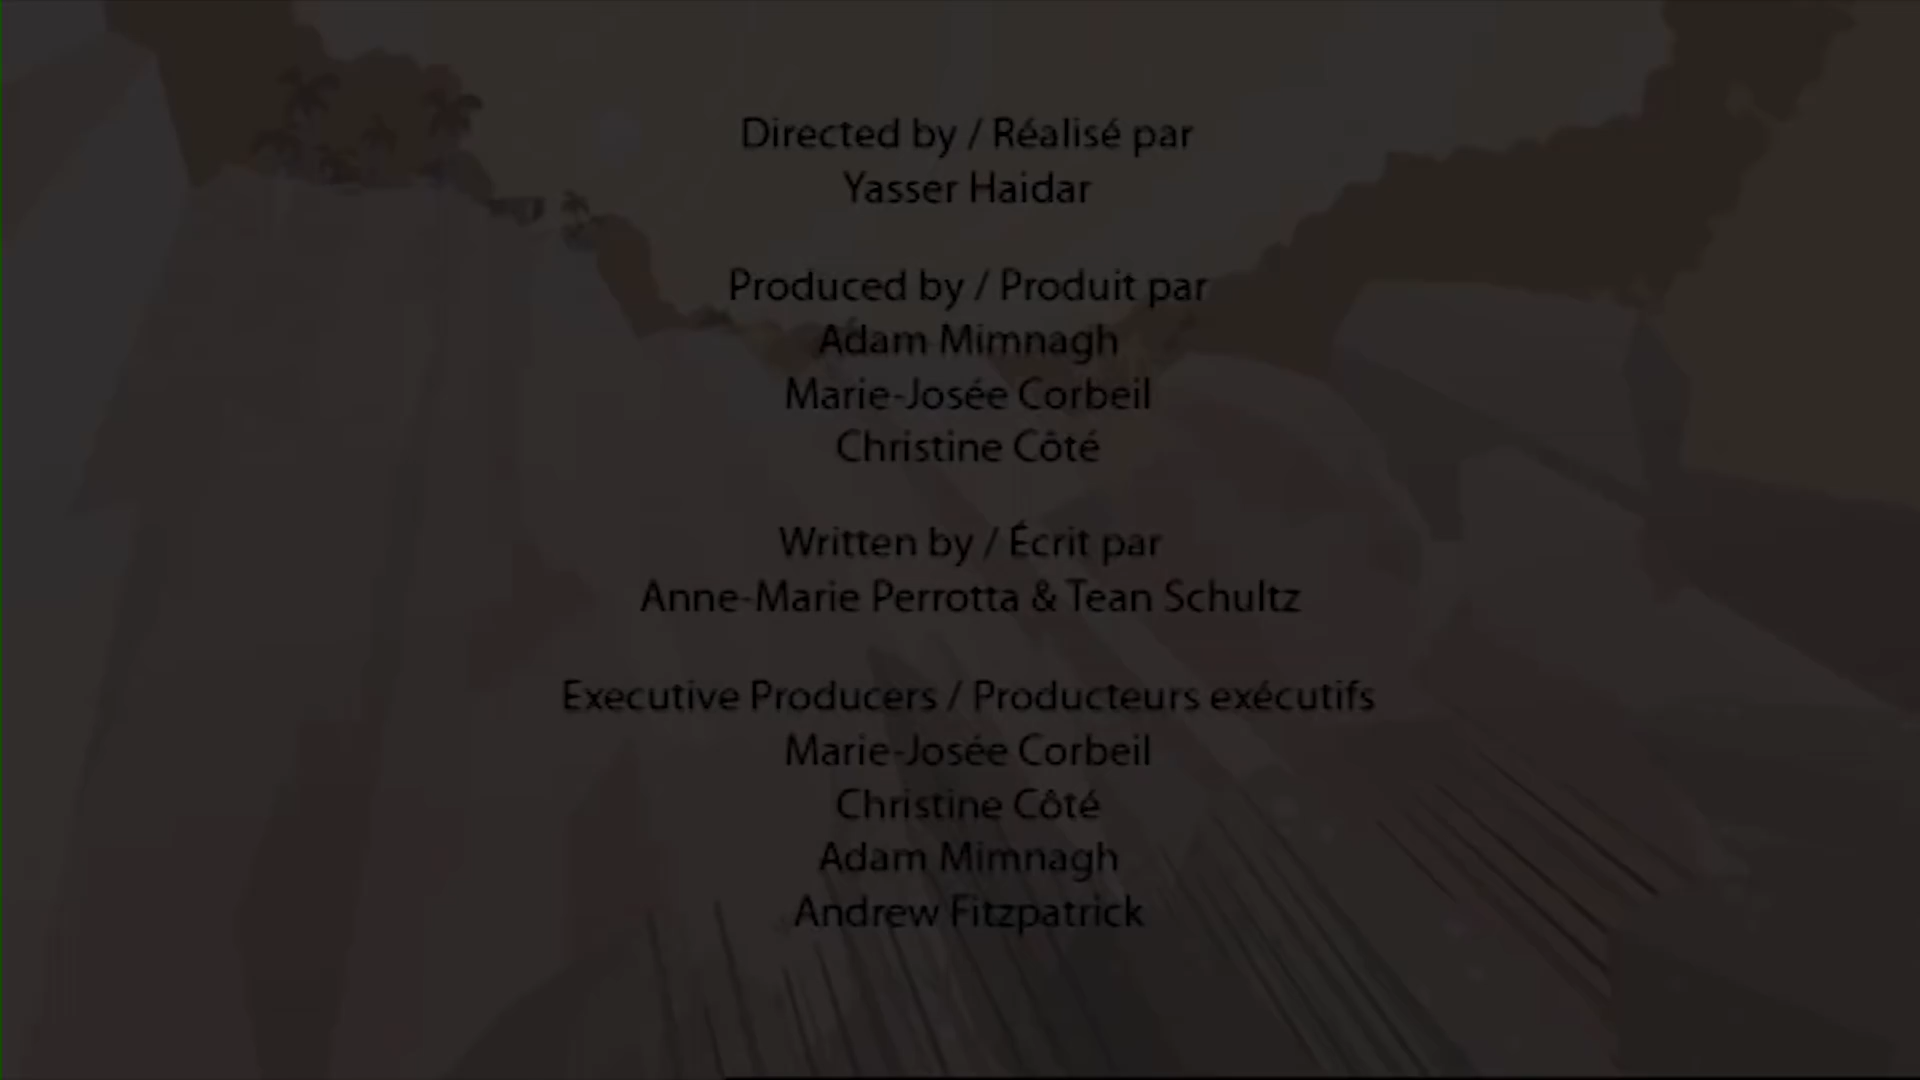 Directed by / Réalisé par
Yasser Haidar
Produced by / Produit par
Adam Mimnagh
Marie-Josée Corbeil
Christine Côté
Written by / Écrit par
Anne-Marie Perrotta & Tean Schultz
Executive Producers / Producteurs exécutifs
Marie-Josée Corbeil
Christine Côté
Adam Mimnagh
Andrew Fitzpatrick